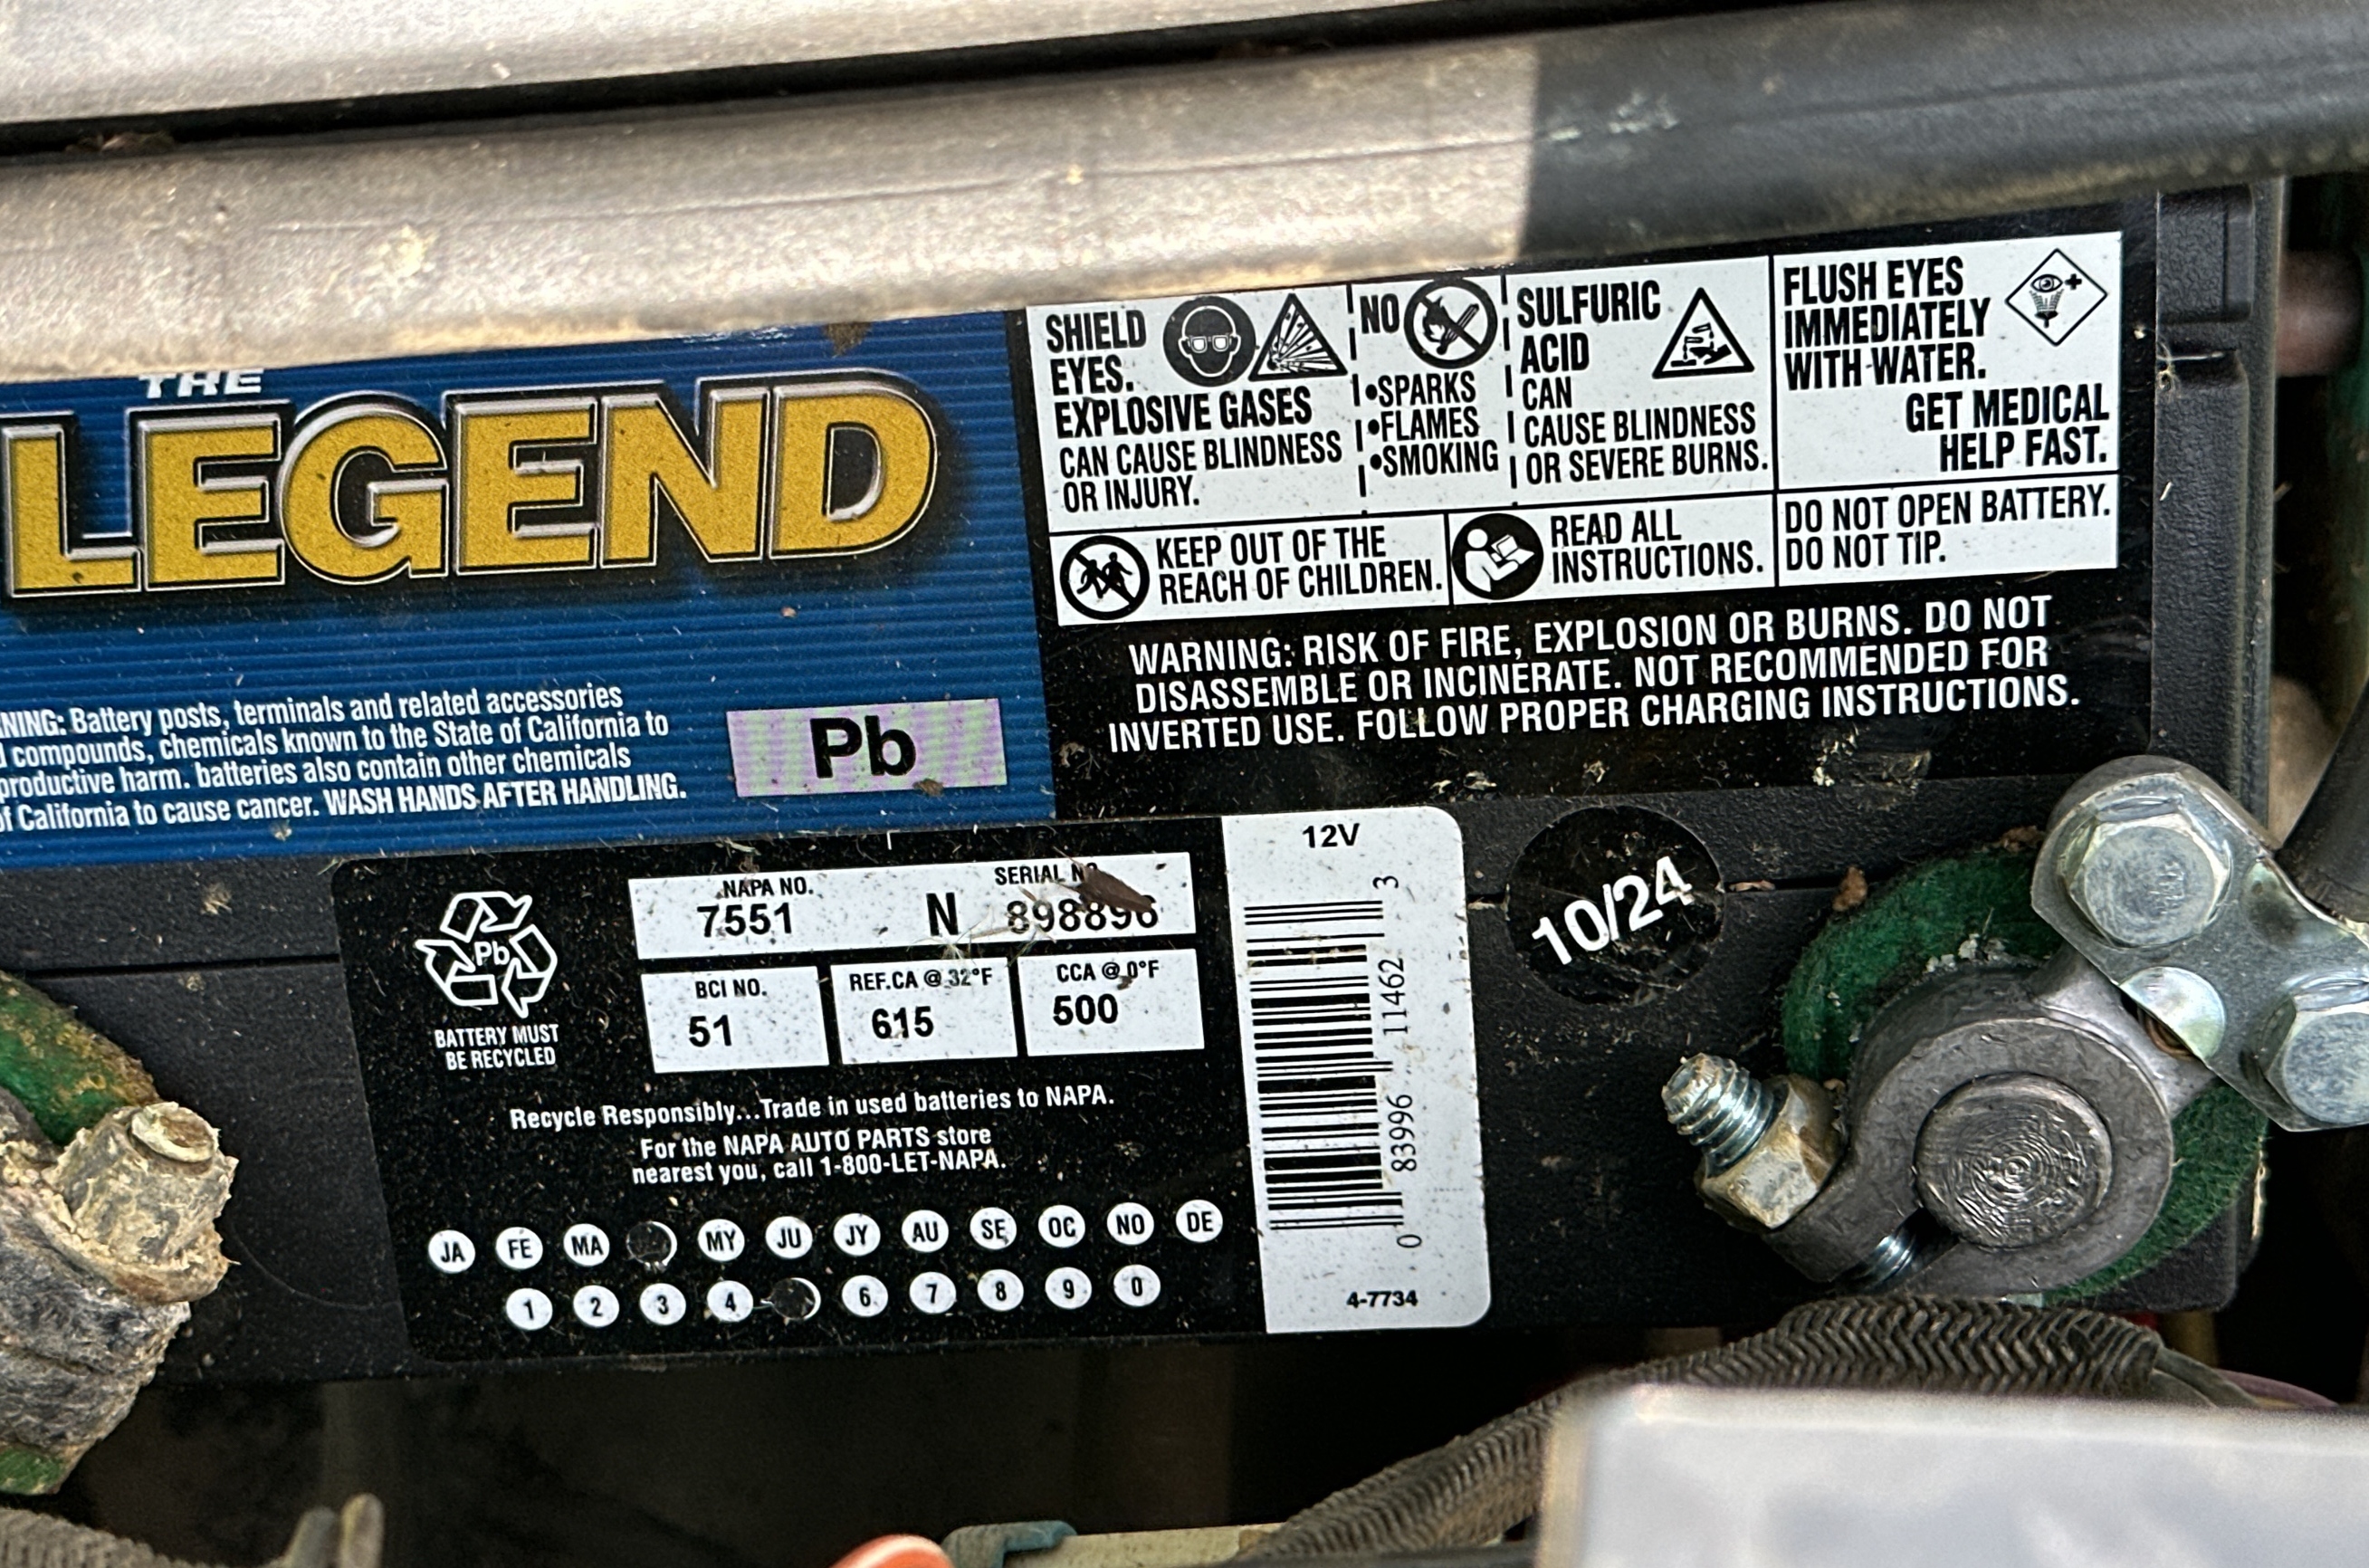 THE
LEGEND
NING: Battery posts, terminals and related accessories
d compounds, chemicals known to the State of California to
productive harm. batteries also contain other chemicals
of California to cause cancer. WASH HANDS AFTER HANDLING.
Pb
SHIELD
EYES.
EXPLOSIVE GASES
CAN CAUSE BLINDNESS
OR INJURY.
NO
•SPARKS
•FLAMES
•SMOKING
SULFURIC
ACID
CAN
CAUSE BLINDNESS
OR SEVERE BURNS.
FLUSH EYES
IMMEDIATELY
WITH WATER.
GET MEDICAL
HELP FAST.
KEEP OUT OF THE
REACH OF CHILDREN.
READ ALL
INSTRUCTIONS.
DO NOT OPEN BATTERY.
DO NOT TIP.
WARNING: RISK OF FIRE, EXPLOSION OR BURNS. DO NOT
DISASSEMBLE OR INCINERATE. NOT RECOMMENDED FOR
INVERTED USE. FOLLOW PROPER CHARGING INSTRUCTIONS.
Pb
BATTERY MUST
BE RECYCLED
NAPA NO.
7551
SERIAL NO
N 898896
BCI NO.
51
REF.CA @ 32°F
615
CCA @ 0°F
500
Recycle Responsibly...Trade in used batteries to NAPA.
For the NAPA AUTO PARTS store
nearest you, call 1-800-LET-NAPA.
JA FE MA MY JU JY AU SE OC NO DE
1 2 3 4 6 7 8 9 0
12V
0 83996 11462 3
4-7734
10/24